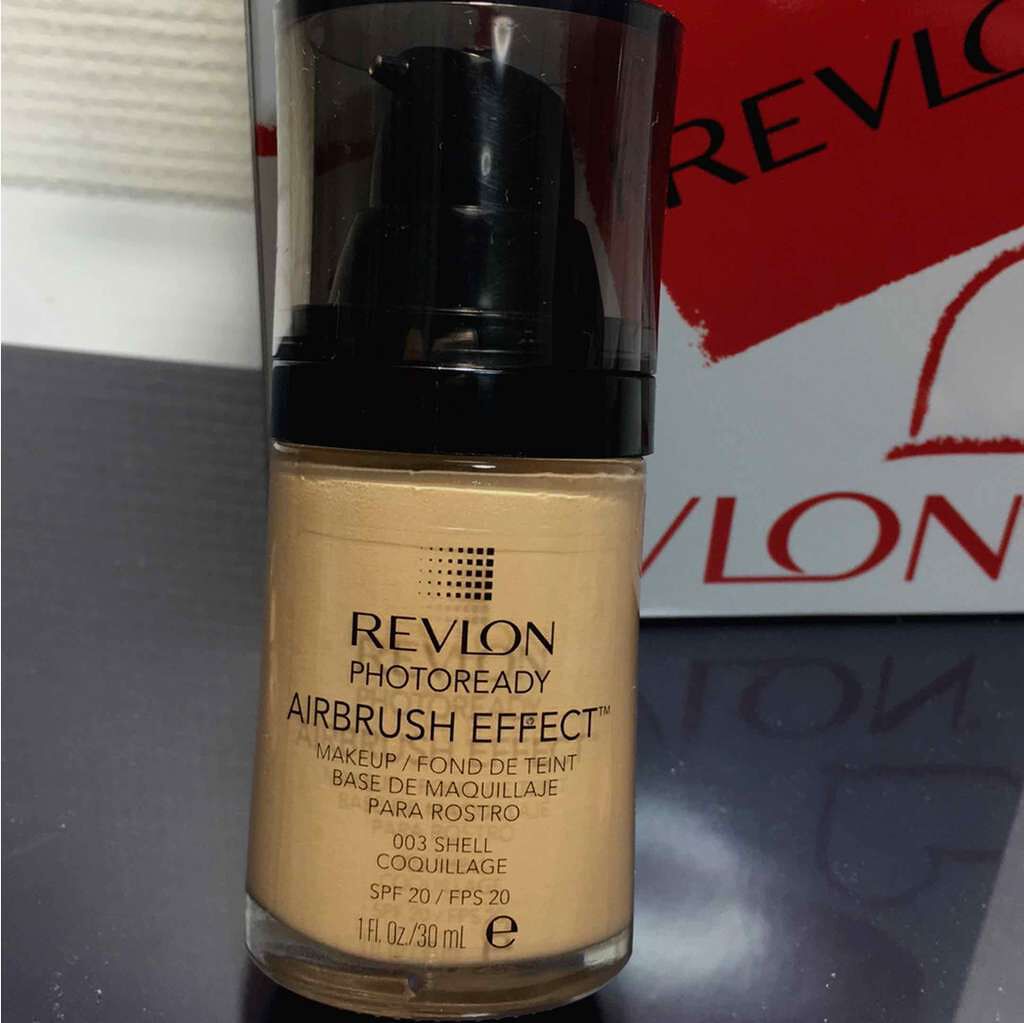 REVLON
PHOTOREADY
AIRBRUSH EFFECT™
MAKEUP / FOND DE TEINT
BASE DE MAQUILLAJE
PARA ROSTRO
003 SHELL
COQUILLAGE
SPF 20 / FPS 20
1 Fl. Oz./30 mL e
REVLO
VLON